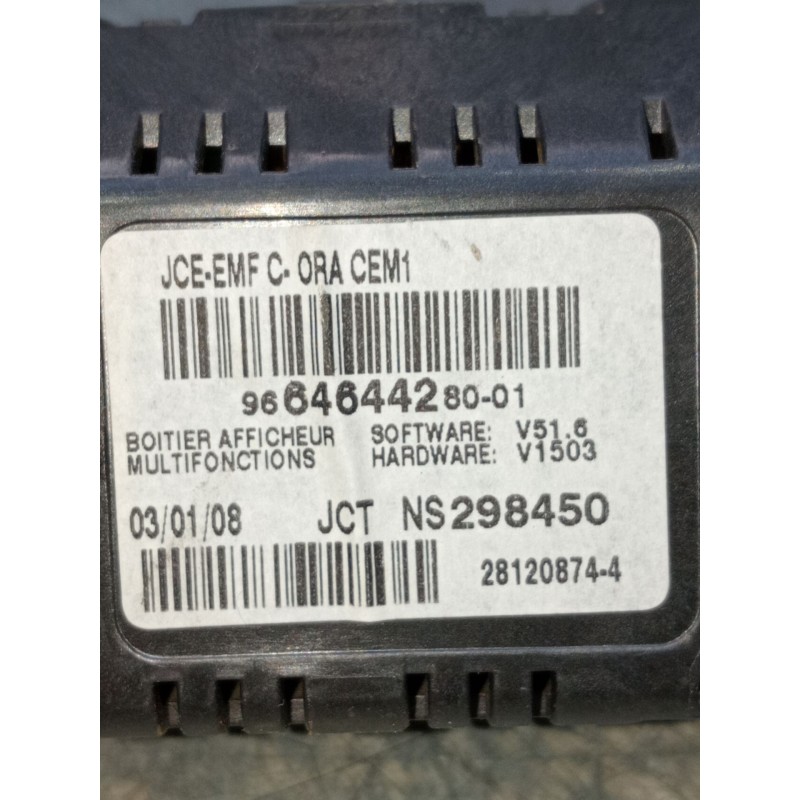 JCE-EMF C- ORA CEM1
9664644280-01
BOITIER AFFICHEUR SOFTWARE: V51.6
MULTIFONCTIONS HARDWARE: V1503
03/01/08 JCT NS298450
28120874-4